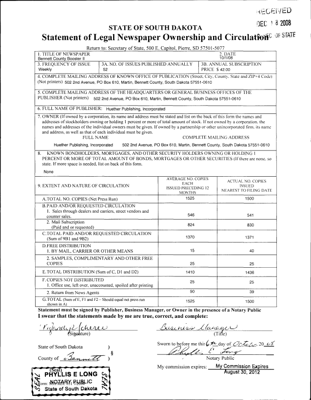 RECEIVED
DEC 18 2008
STATE OF SOUTH DAKOTA
Statement of Legal Newspaper Ownership and Circulation
OF STATE
Return to: Secretary of State, 500 E. Capitol, Pierre, SD 57501-5077
1. TITLE OF NEWSPAPER
Bennett County Booster II
2. DATE
3. FREQUENCY OF ISSUE
Weekly
3A. NO. OF ISSUES PUBLISHED ANNUALLY
52
3B. ANNUAL SUBSCRIPTION
PRICE $ 42.00
4. COMPLETE MAILING ADDRESS OF KNOWN OFFICE OF PUBLICATION (Street, City, County, State and ZIP+4 Code)
(Not printers) 502 2nd Avenue, PO Box 610, Martin, Bennett County, South Dakota 57551-0610
5. COMPLETE MAILING ADDRESS OF THE HEADQUARTERS OR GENERAL BUSINESS OFFICES OF THE
PUBLISHER (Not printers) 502 2nd Avenue, PO Box 610, Martin, Bennett County, South Dakota 57551-0610
6. FULL NAME OF PUBLISHER: Huether Publishing, Incorporated
7. OWNER (If owned by a corporation, its name and address must be stated and list on the back of this form the names and
addresses of stockholders owning or holding 1 percent or more of total amount of stock. If not owned by a corporation, the
names and addresses of the individual owners must be given. If owned by a partnership or other unincorporated firm, its name
and address, as well as that of each individual must be given.
FULL NAME COMPLETE MAILING ADDRESS
Huether Publishing, Incorporated 502 2nd Avenue, PO Box 610, Martin, Bennett County, South Dakota 57551-0610
8. KNOWN BONDHOLDERS, MORTGAGES, AND OTHER SECURITY HOLDERS OWNING OR HOLDING 1
PERCENT OR MORE OF TOTAL AMOUNT OF BONDS, MORTGAGES OR OTHER SECURITIES (If there are none, so
state. If more space is needed, list on back of this form.
None
9. EXTENT AND NATURE OF CIRCULATION
AVERAGE NO. COPIES
EACH
ISSUED PRECEDING 12
MONTHS
ACTUAL NO. COPIES
ISSUED
NEAREST TO FILING DATE
A. TOTAL NO. COPIES (Net Press Run) 1525 1500
B. PAID AND/OR REQUESTED CIRCULATION
1. Sales through dealers and carriers, street vendors and
counter sales. 546 541
2. Mail Subscription
(Paid and or requested) 824 830
C. TOTAL PAID AND/OR REQUESTED CIRCULATION
(Sum of 9B1 and 9B2) 1370 1371
D. FREE DISTRIBUTION
1. BY MAIL, CARRIER OR OTHER MEANS 15 42
2. SAMPLES, COMPLIMENTARY AND OTHER FREE
COPIES 25 25
E. TOTAL DISTRIBUTION (Sum of C, D1 and D2) 1410 1438
F. COPIES NOT DISTRIBUTED
1. Office use, left over, unaccounted, spoiled after printing 25 25
2. Return from News Agents 90 39
G. TOTAL (Sum of E, F1 and F2 - Should equal net press run
shown in A) 1525 1500
Statement must be signed by Publisher, Business Manager, or Owner in the presence of a Notary Public
I swear that the statements made by me are true, correct, and complete:
Business Manager
(Signature) (Title)
State of South Dakota )
) §
County of Bennett )
Sworn to before me this 6th day of October 2008
Phyllis E Long
Notary Public
My commission expires: My Commission Expires
August 30, 2012
PHYLLIS E LONG
NOTARY PUBLIC
State of South Dakota
SEAL